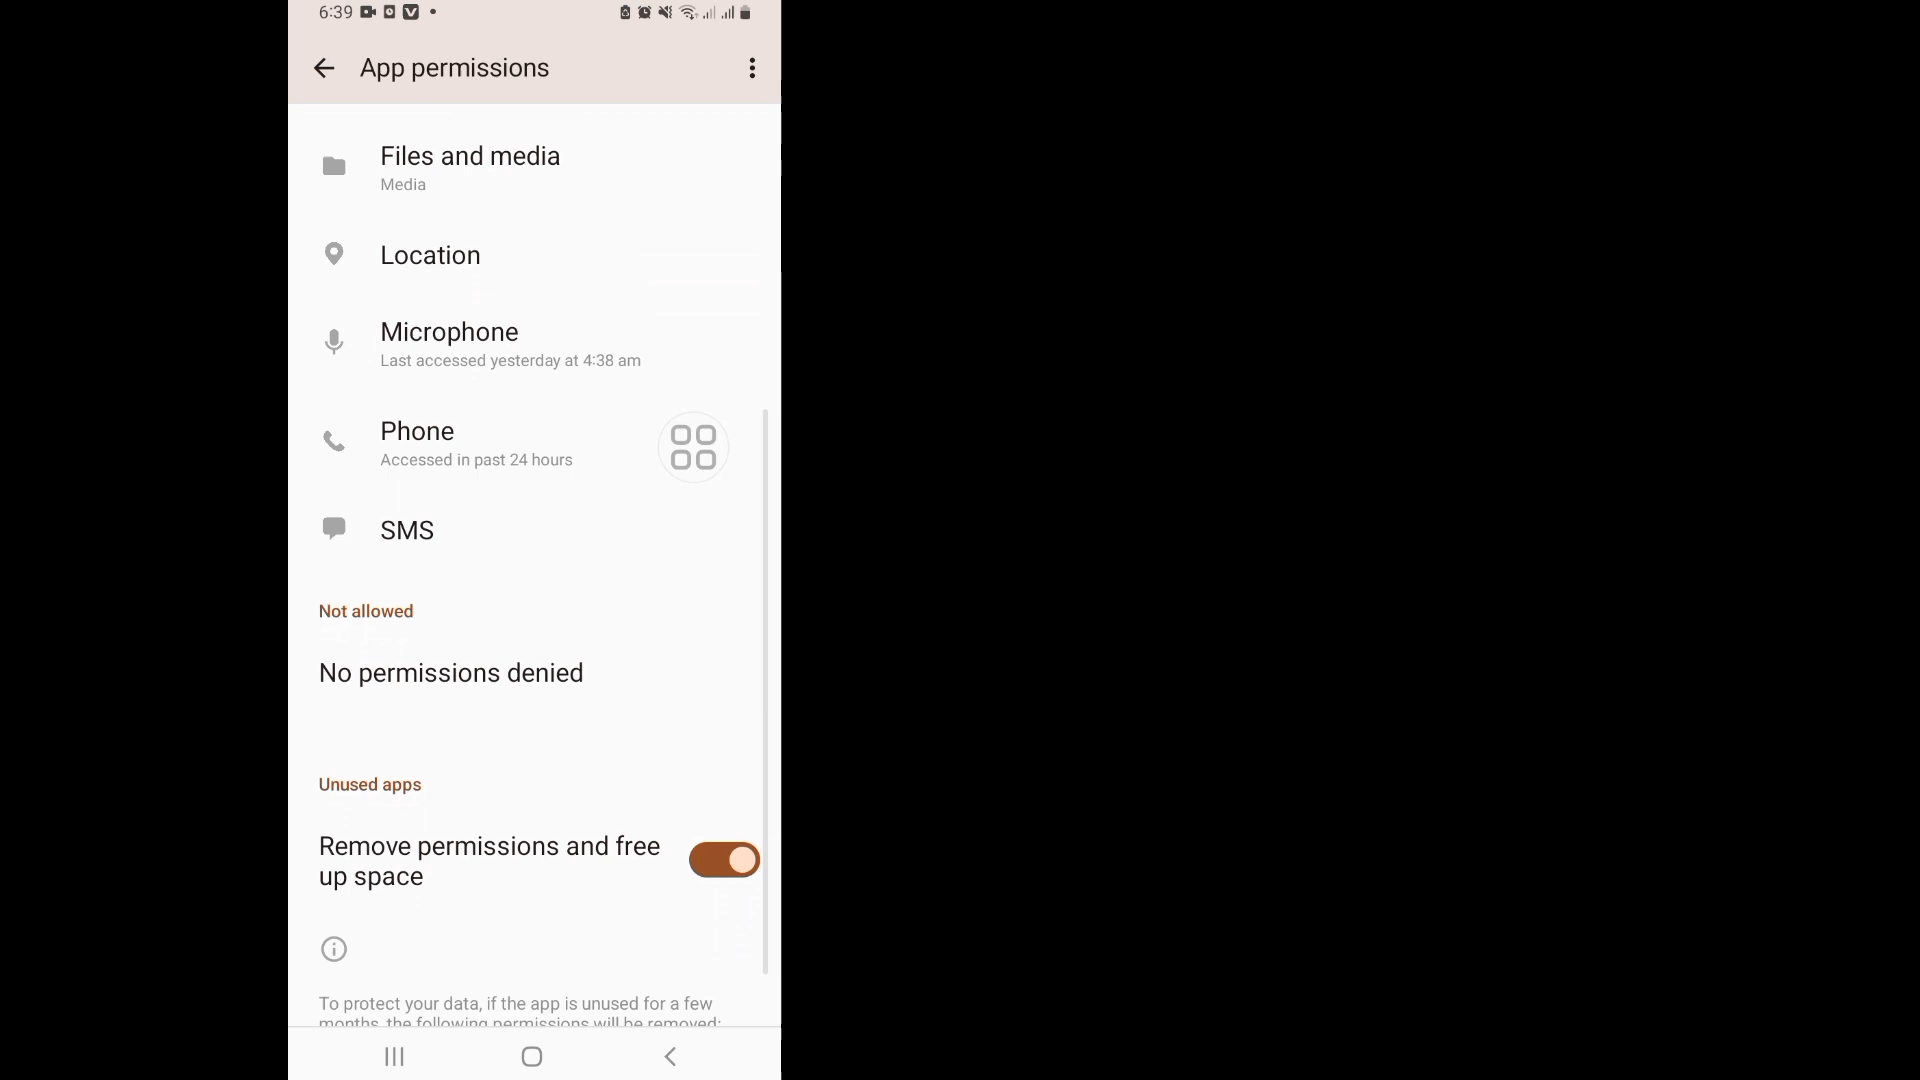 6:39
App permissions
Files and media
Media
Location
Microphone
Last accessed yesterday at 4:38 am
Phone
Accessed in past 24 hours
SMS
Not allowed
No permissions denied
Unused apps
Remove permissions and free
up space
To protect your data, if the app is unused for a few
months, the following permissions will be removed: